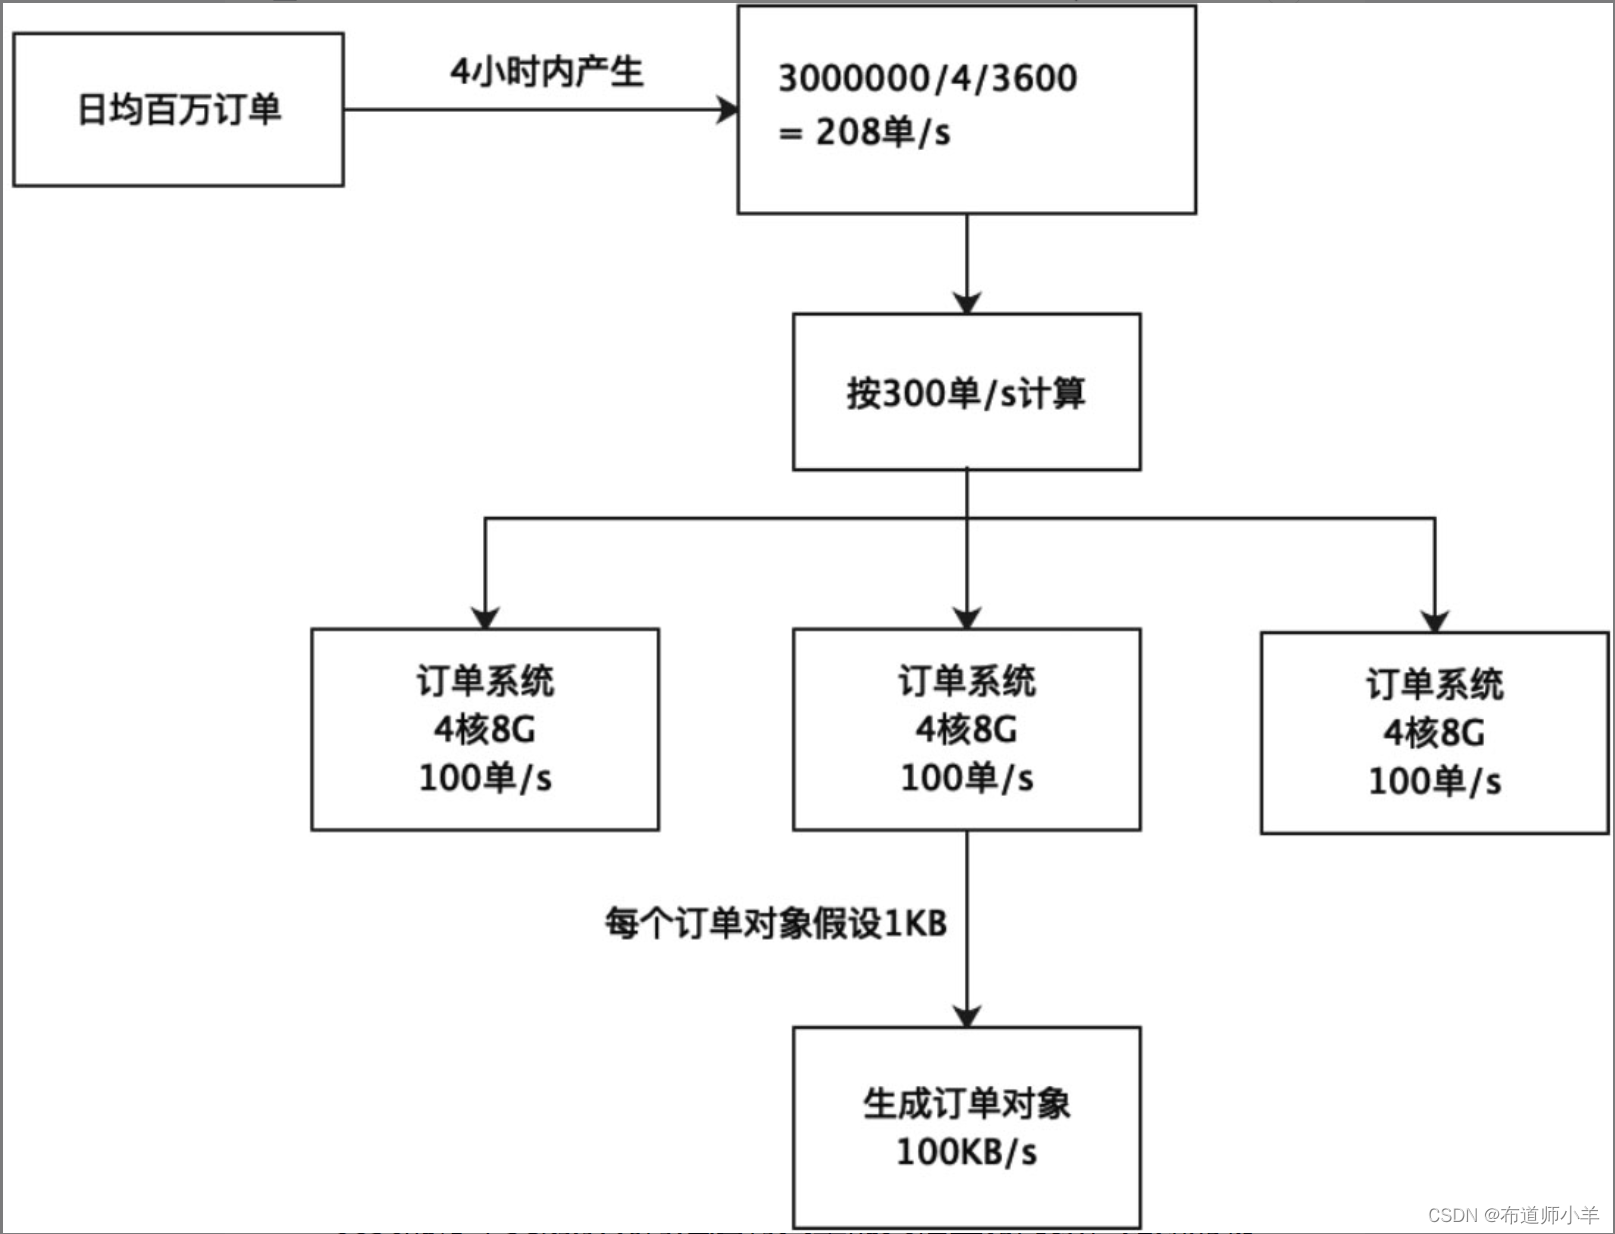 日均百万订单
4小时内产生
3000000/4/3600
= 208单/s
按300单/s计算
订单系统
4核8G
100单/s
订单系统
4核8G
100单/s
订单系统
4核8G
100单/s
每个订单对象假设1KB
生成订单对象
100KB/s
CSDN @布道师小羊